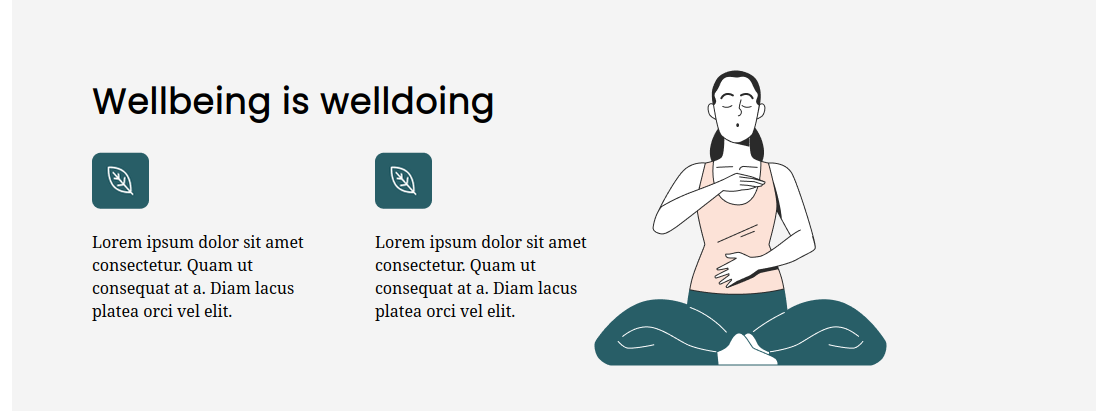 Wellbeing is welldoing
Lorem ipsum dolor sit amet
consectetur. Quam ut
consequat at a. Diam lacus
platea orci vel elit.
Lorem ipsum dolor sit amet
consectetur. Quam ut
consequat at a. Diam lacus
platea orci vel elit.